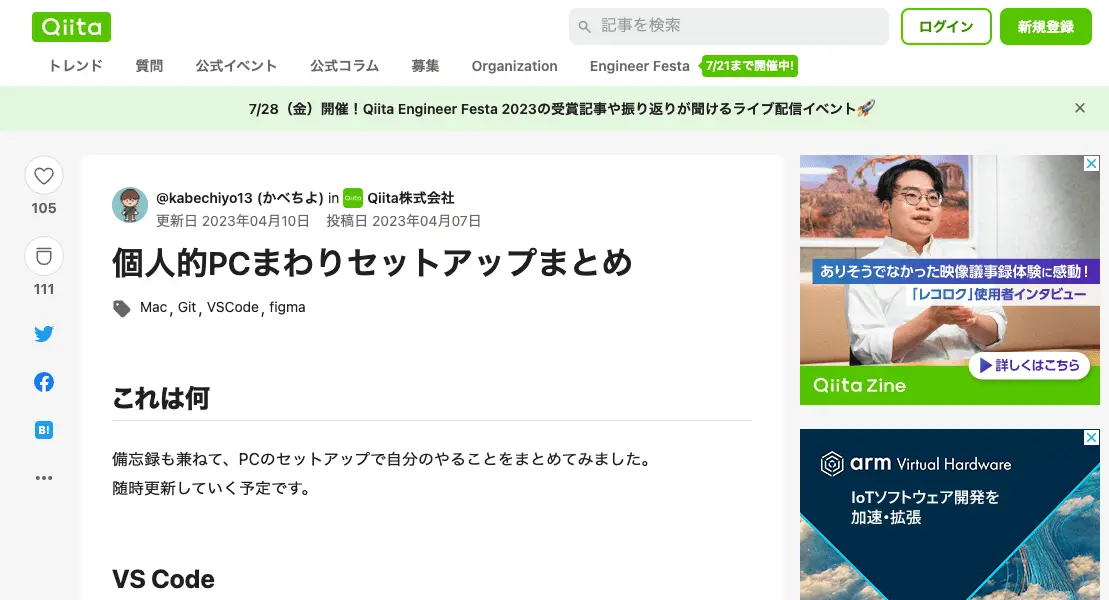 Qiita
記事を検索
ログイン
新規登録
トレンド
質問
公式イベント
公式コラム
募集
Organization
Engineer Festa
7/21まで開催中!
7/28（金）開催！Qiita Engineer Festa 2023の受賞記事や振り返りが聞けるライブ配信イベント🚀
105
111
B!
@kabechiyo13 (かべちよ) in Qiita Qiita株式会社
更新日 2023年04月10日 投稿日 2023年04月07日
個人的PCまわりセットアップまとめ
Mac , Git , VSCode , figma
これは何
備忘録も兼ねて、PCのセットアップで自分のやることをまとめてみました。
随時更新していく予定です。
VS Code
ありそうでなかった映像議事録体験に感動！
「レコログ」使用者インタビュー
▶詳しくはこちら
Qiita Zine
arm Virtual Hardware
IoTソフトウェア開発を
加速・拡張